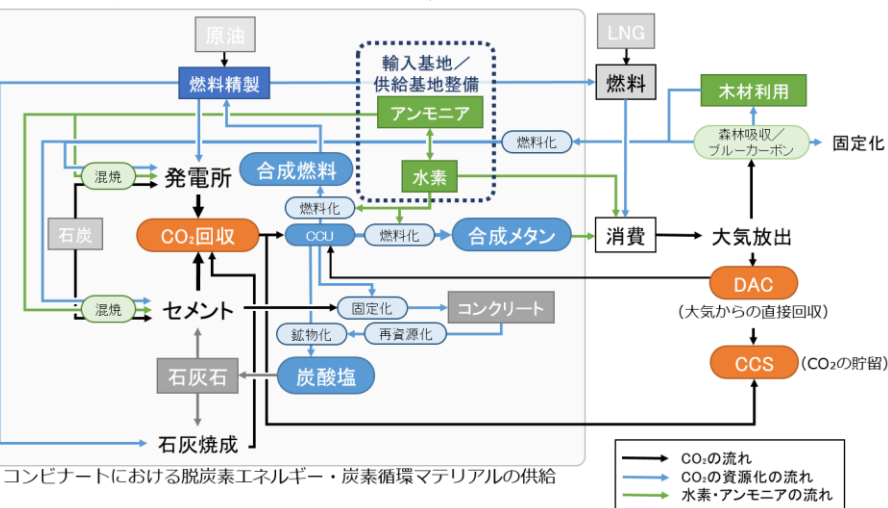 原油
LNG
輸入基地／
供給基地整備
燃料精製
燃料
木材利用
アンモニア
森林吸収／
ブルーカーボン
燃料化
固定化
混焼
発電所
合成燃料
水素
燃料化
石炭
CO₂回収
CCU
燃料化
合成メタン
消費
大気放出
DAC
(大気からの直接回収)
混焼
セメント
固定化
コンクリート
鉱物化
再資源化
CCS
(CO₂の貯留)
石灰石
炭酸塩
石灰焼成
コンビナートにおける脱炭素エネルギー・炭素循環マテリアルの供給
CO₂の流れ
CO₂の資源化の流れ
水素・アンモニアの流れ